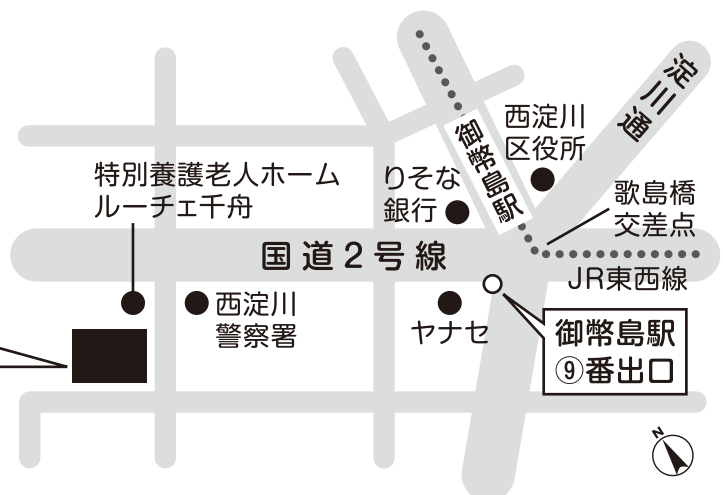 淀川通
西淀川
区役所
御幣島駅
特別養護老人ホーム
ルーチェ千舟
りそな
銀行
歌島橋
交差点
国道2号線
JR東西線
西淀川
警察署
ヤナセ
御幣島駅
⑨番出口
N